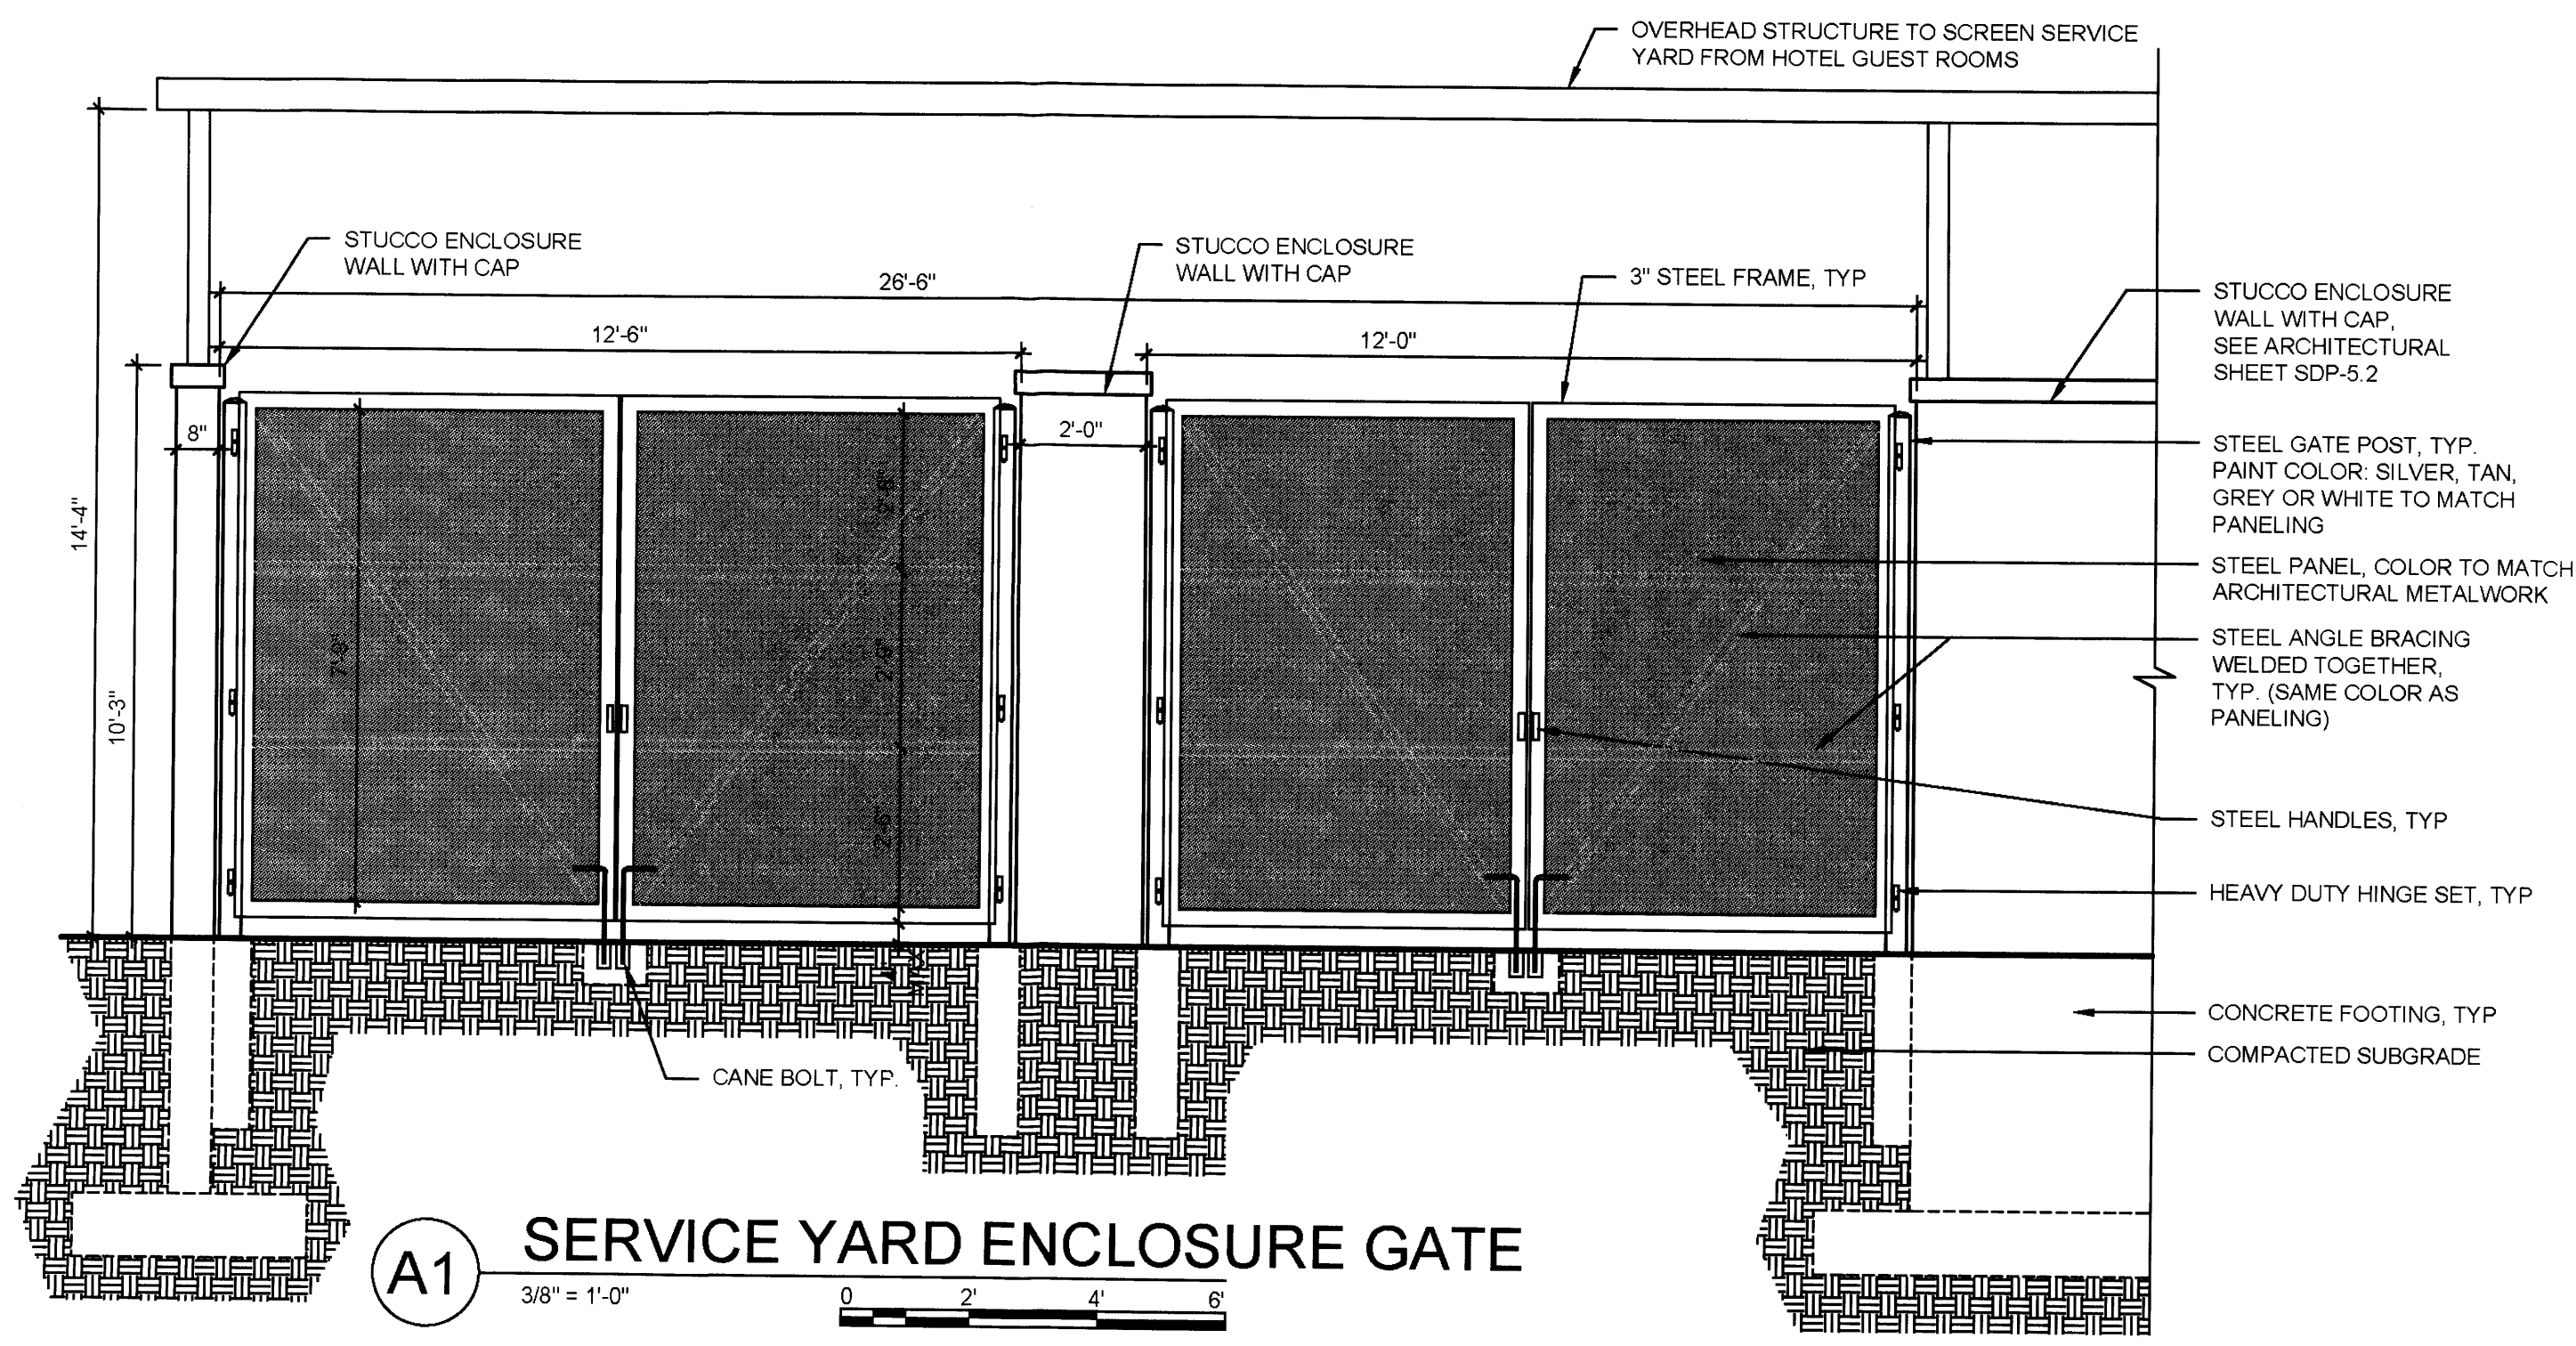 OVERHEAD STRUCTURE TO SCREEN SERVICE
YARD FROM HOTEL GUEST ROOMS
STUCCO ENCLOSURE
WALL WITH CAP
STUCCO ENCLOSURE
WALL WITH CAP
26'-6"
3" STEEL FRAME, TYP
STUCCO ENCLOSURE
WALL WITH CAP,
SEE ARCHITECTURAL
SHEET SDP-5.2
12'-6"
12'-0"
8"
2'-0"
14'-4"
10'-3"
7'-9"
2'-6"
STEEL GATE POST, TYP.
PAINT COLOR: SILVER, TAN,
GREY OR WHITE TO MATCH
PANELING
STEEL PANEL, COLOR TO MATCH
ARCHITECTURAL METALWORK
STEEL ANGLE BRACING
WELDED TOGETHER,
TYP. (SAME COLOR AS
PANELING)
STEEL HANDLES, TYP
HEAVY DUTY HINGE SET, TYP
CONCRETE FOOTING, TYP
COMPACTED SUBGRADE
CANE BOLT, TYP.
A1
SERVICE YARD ENCLOSURE GATE
3/8" = 1'-0"
0 2' 4' 6'